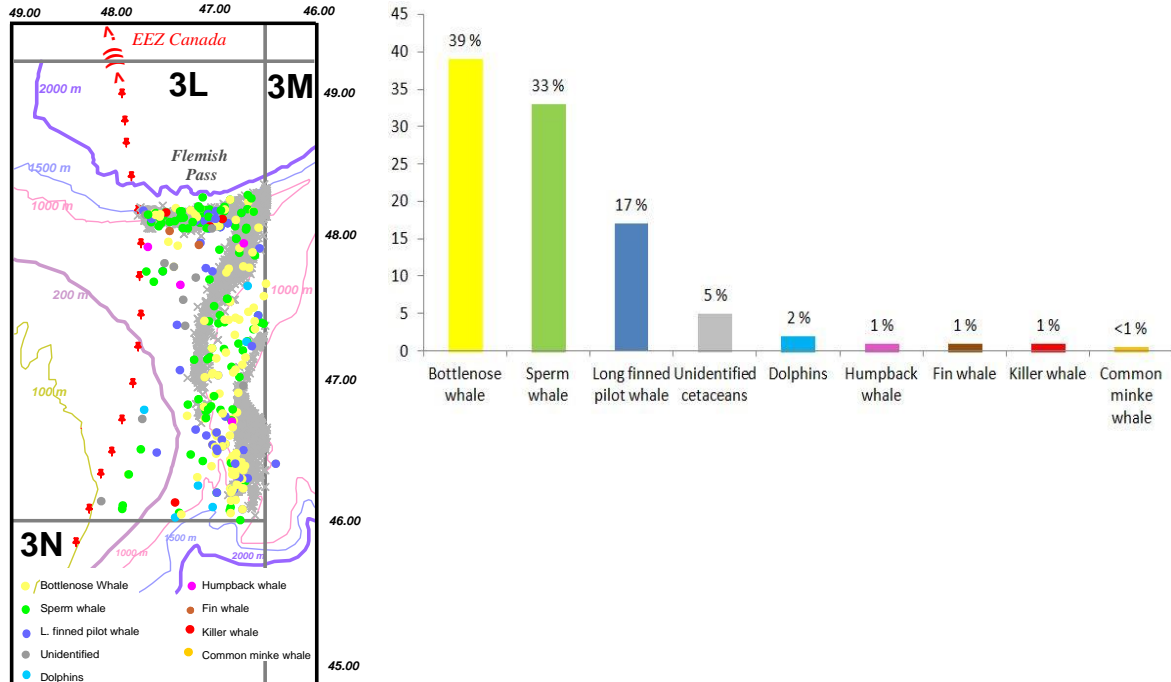 49.00
48.00
47.00
46.00
EEZ Canada
3L
3M
2000 m
49.00
Flemish
Pass
1500 m
1000 m
48.00
200 m
1000 m
47.00
100 m
46.00
3N
1000 m
1500 m
2000 m
Bottlenose Whale
Sperm whale
L. finned pilot whale
Unidentified
Dolphins
Humpback whale
Fin whale
Killer whale
Common minke whale
45.00
45
40
35
30
25
20
15
10
5
0
39 %
33 %
17 %
5 %
2 %
1 %
1 %
1 %
<1 %
Bottlenose
whale
Sperm
whale
Long finned
pilot whale
Unidentified
cetaceans
Dolphins
Humpback
whale
Fin whale
Killer whale
Common
minke
whale